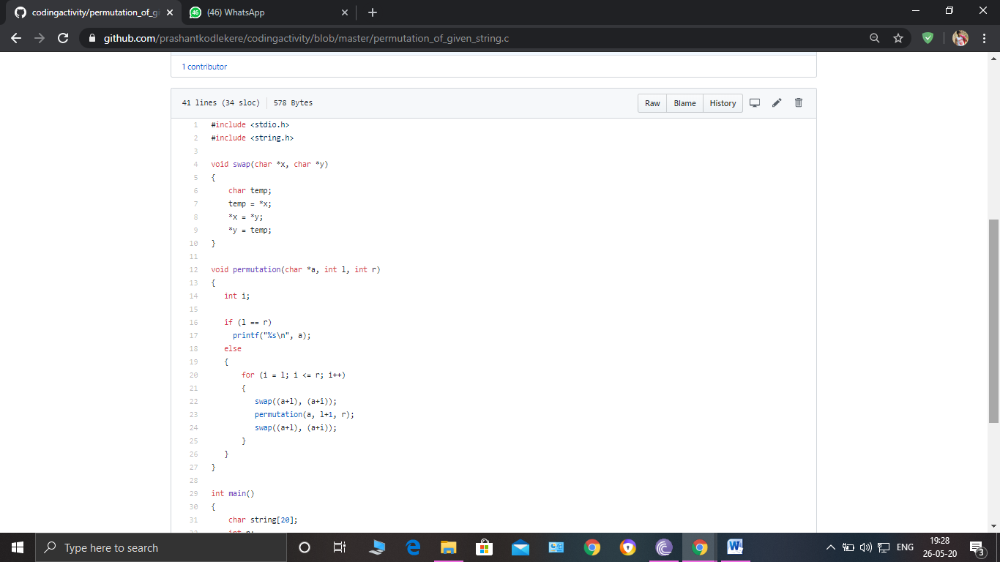 codingactivity/permutation_of_gi
(46) WhatsApp
github.com/prashantkodlekere/codingactivity/blob/master/permutation_of_given_string.c
1 contributor
41 lines (34 sloc) 578 Bytes
Raw Blame History
1 #include <stdio.h>
2 #include <string.h>
3
4 void swap(char *x, char *y)
5 {
6 char temp;
7 temp = *x;
8 *x = *y;
9 *y = temp;
10 }
11
12 void permutation(char *a, int l, int r)
13 {
14 int i;
15
16 if (l == r)
17 printf("%s\n", a);
18 else
19 {
20 for (i = l; i <= r; i++)
21 {
22 swap((a+l), (a+i));
23 permutation(a, l+1, r);
24 swap((a+l), (a+i));
25 }
26 }
27 }
28
29 int main()
30 {
31 char string[20];
Type here to search
ENG
19:28
26-05-20
3